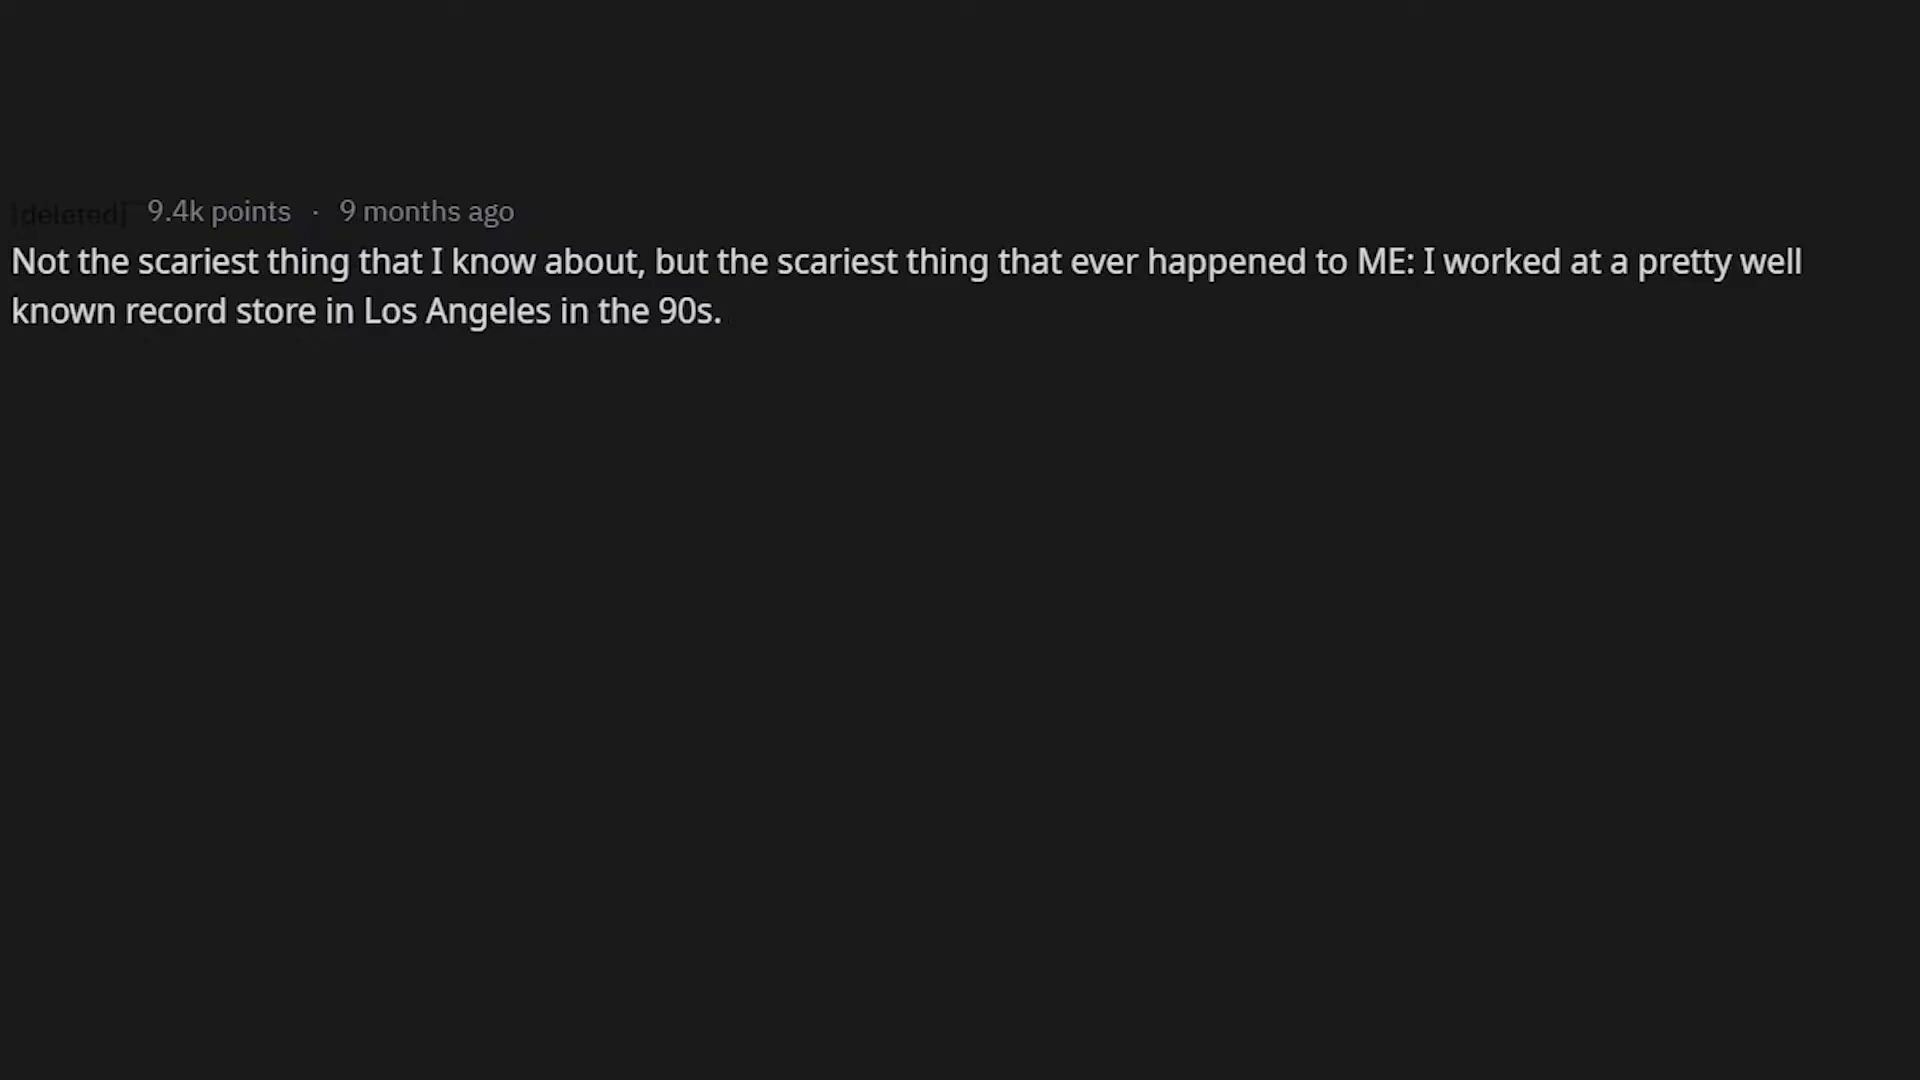 [deleted] 9.4k points · 9 months ago
Not the scariest thing that I know about, but the scariest thing that ever happened to ME: I worked at a pretty well
known record store in Los Angeles in the 90s.